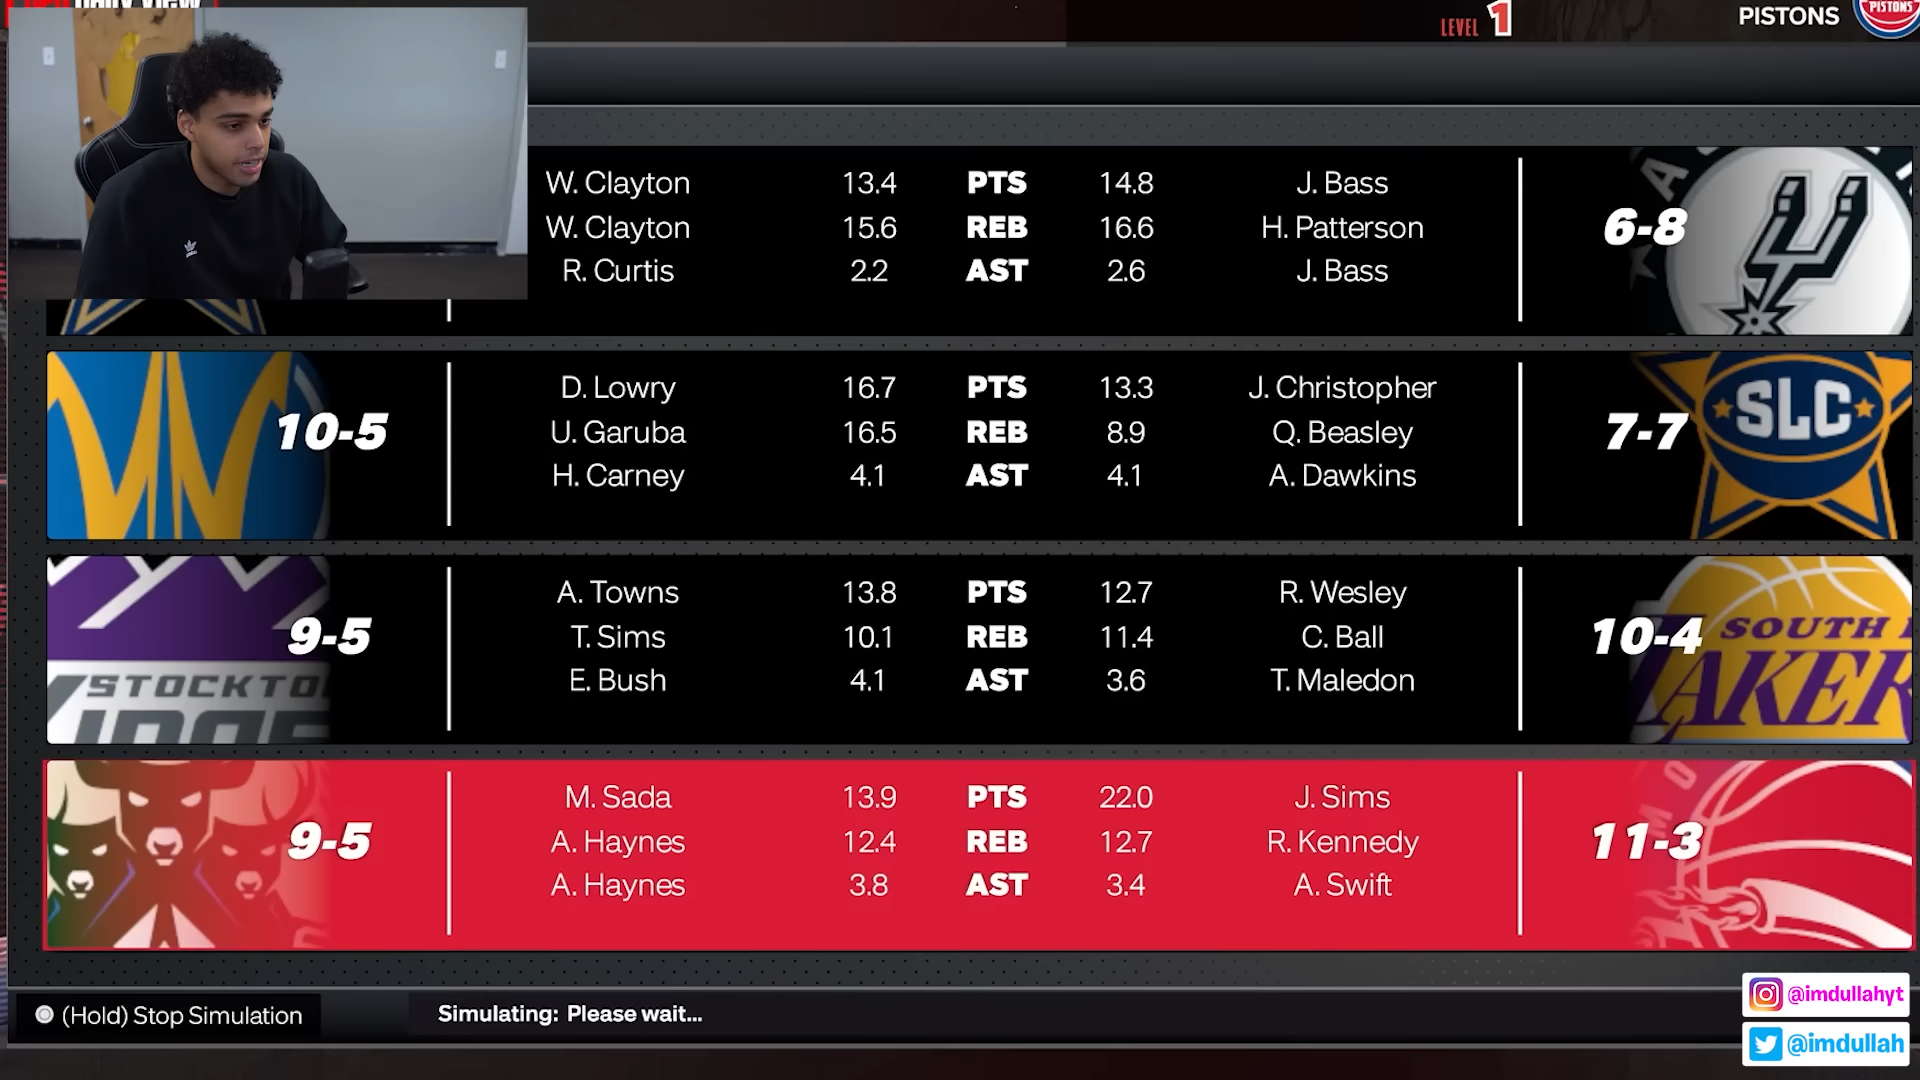 LEVEL 1
PISTONS
PISTONS
W. Clayton 13.4 PTS 14.8 J. Bass
W. Clayton 15.6 REB 16.6 H. Patterson
R. Curtis 2.2 AST 2.6 J. Bass
6-8
10-5
D. Lowry 16.7 PTS 13.3 J. Christopher
U. Garuba 16.5 REB 8.9 Q. Beasley
H. Carney 4.1 AST 4.1 A. Dawkins
7-7
SLC
9-5
STOCKTO
A. Towns 13.8 PTS 12.7 R. Wesley
T. Sims 10.1 REB 11.4 C. Ball
E. Bush 4.1 AST 3.6 T. Maledon
10-4
SOUTH
LAKER
9-5
M. Sada 13.9 PTS 22.0 J. Sims
A. Haynes 12.4 REB 12.7 R. Kennedy
A. Haynes 3.8 AST 3.4 A. Swift
11-3
(Hold) Stop Simulation
Simulating: Please wait...
@imdullahyt
@imdullah